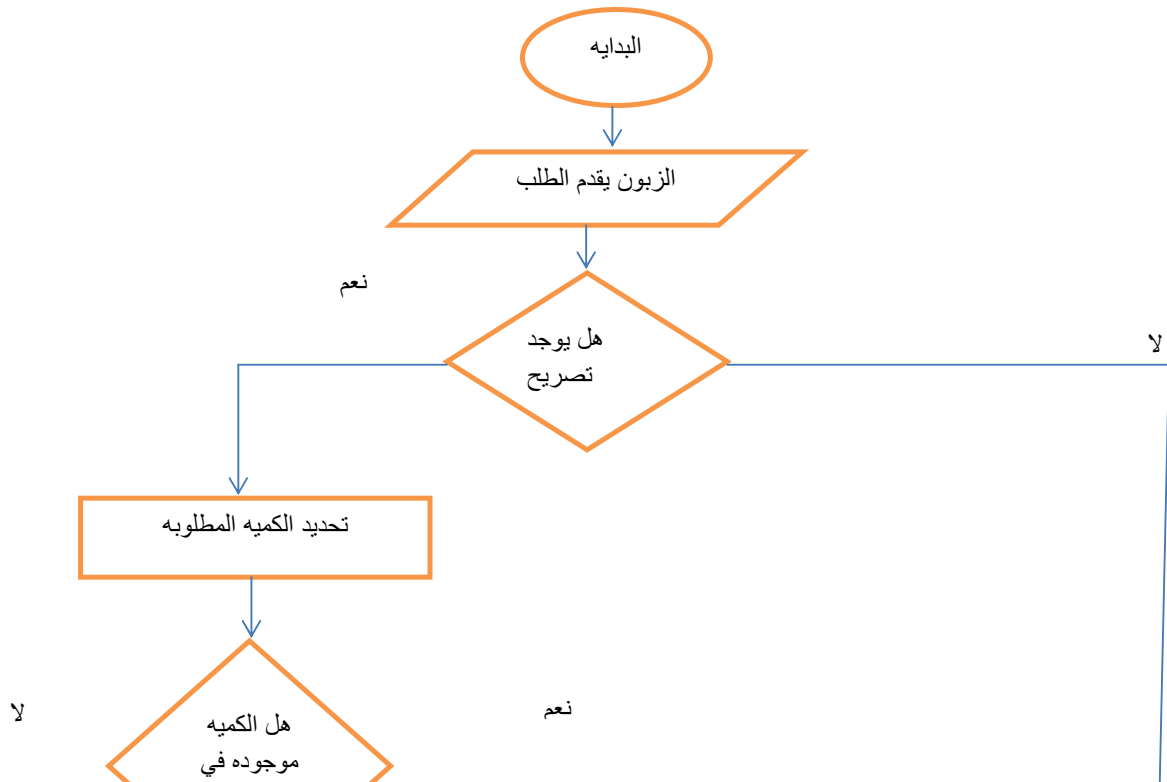 البدايه
الزبون يقدم الطلب
نعم
هل يوجد
تصريح
لا
تحديد الكميه المطلوبه
هل الكميه
موجوده في
نعم
لا